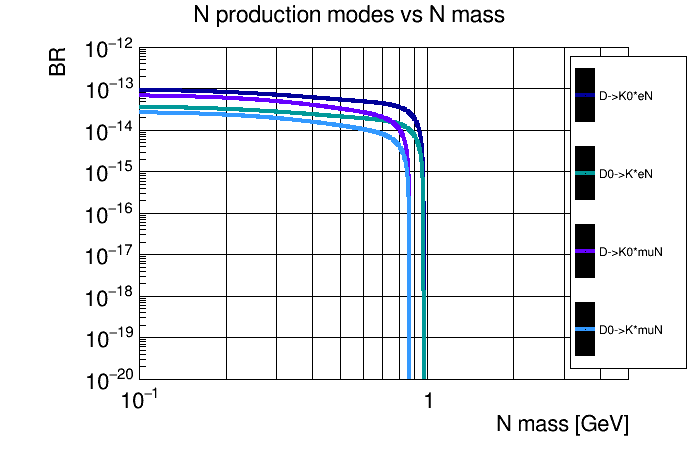 N production modes vs N mass
BR
10⁻¹²
10⁻¹³
10⁻¹⁴
10⁻¹⁵
10⁻¹⁶
10⁻¹⁷
10⁻¹⁸
10⁻¹⁹
10⁻²⁰
10⁻¹
1
N mass [GeV]
D->K0*eN
D0->K*eN
D->K0*muN
D0->K*muN